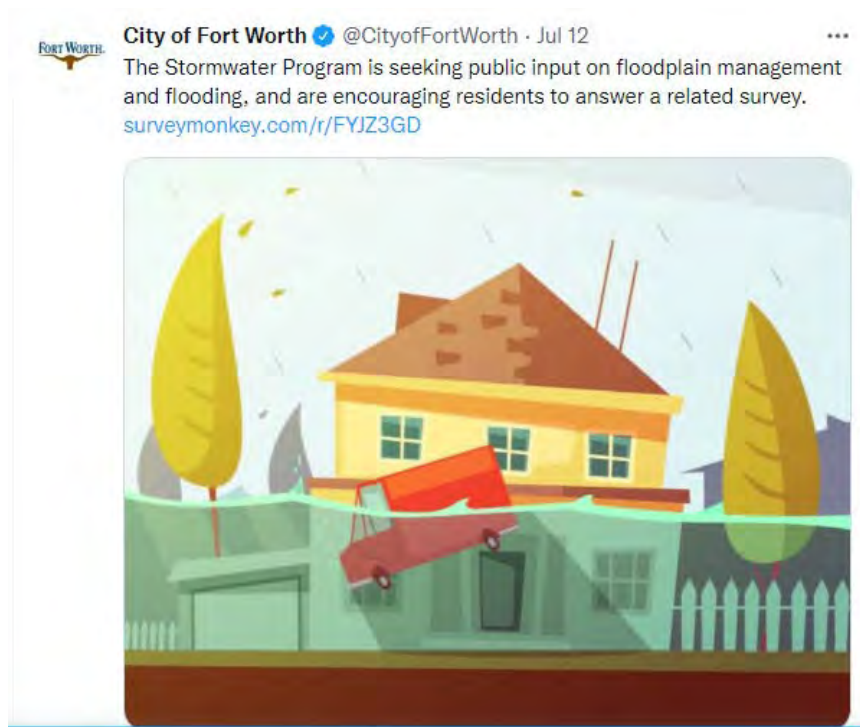 FORT WORTH.
City of Fort Worth @CityofFortWorth · Jul 12
The Stormwater Program is seeking public input on floodplain management
and flooding, and are encouraging residents to answer a related survey.
surveymonkey.com/r/FYJZ3GD